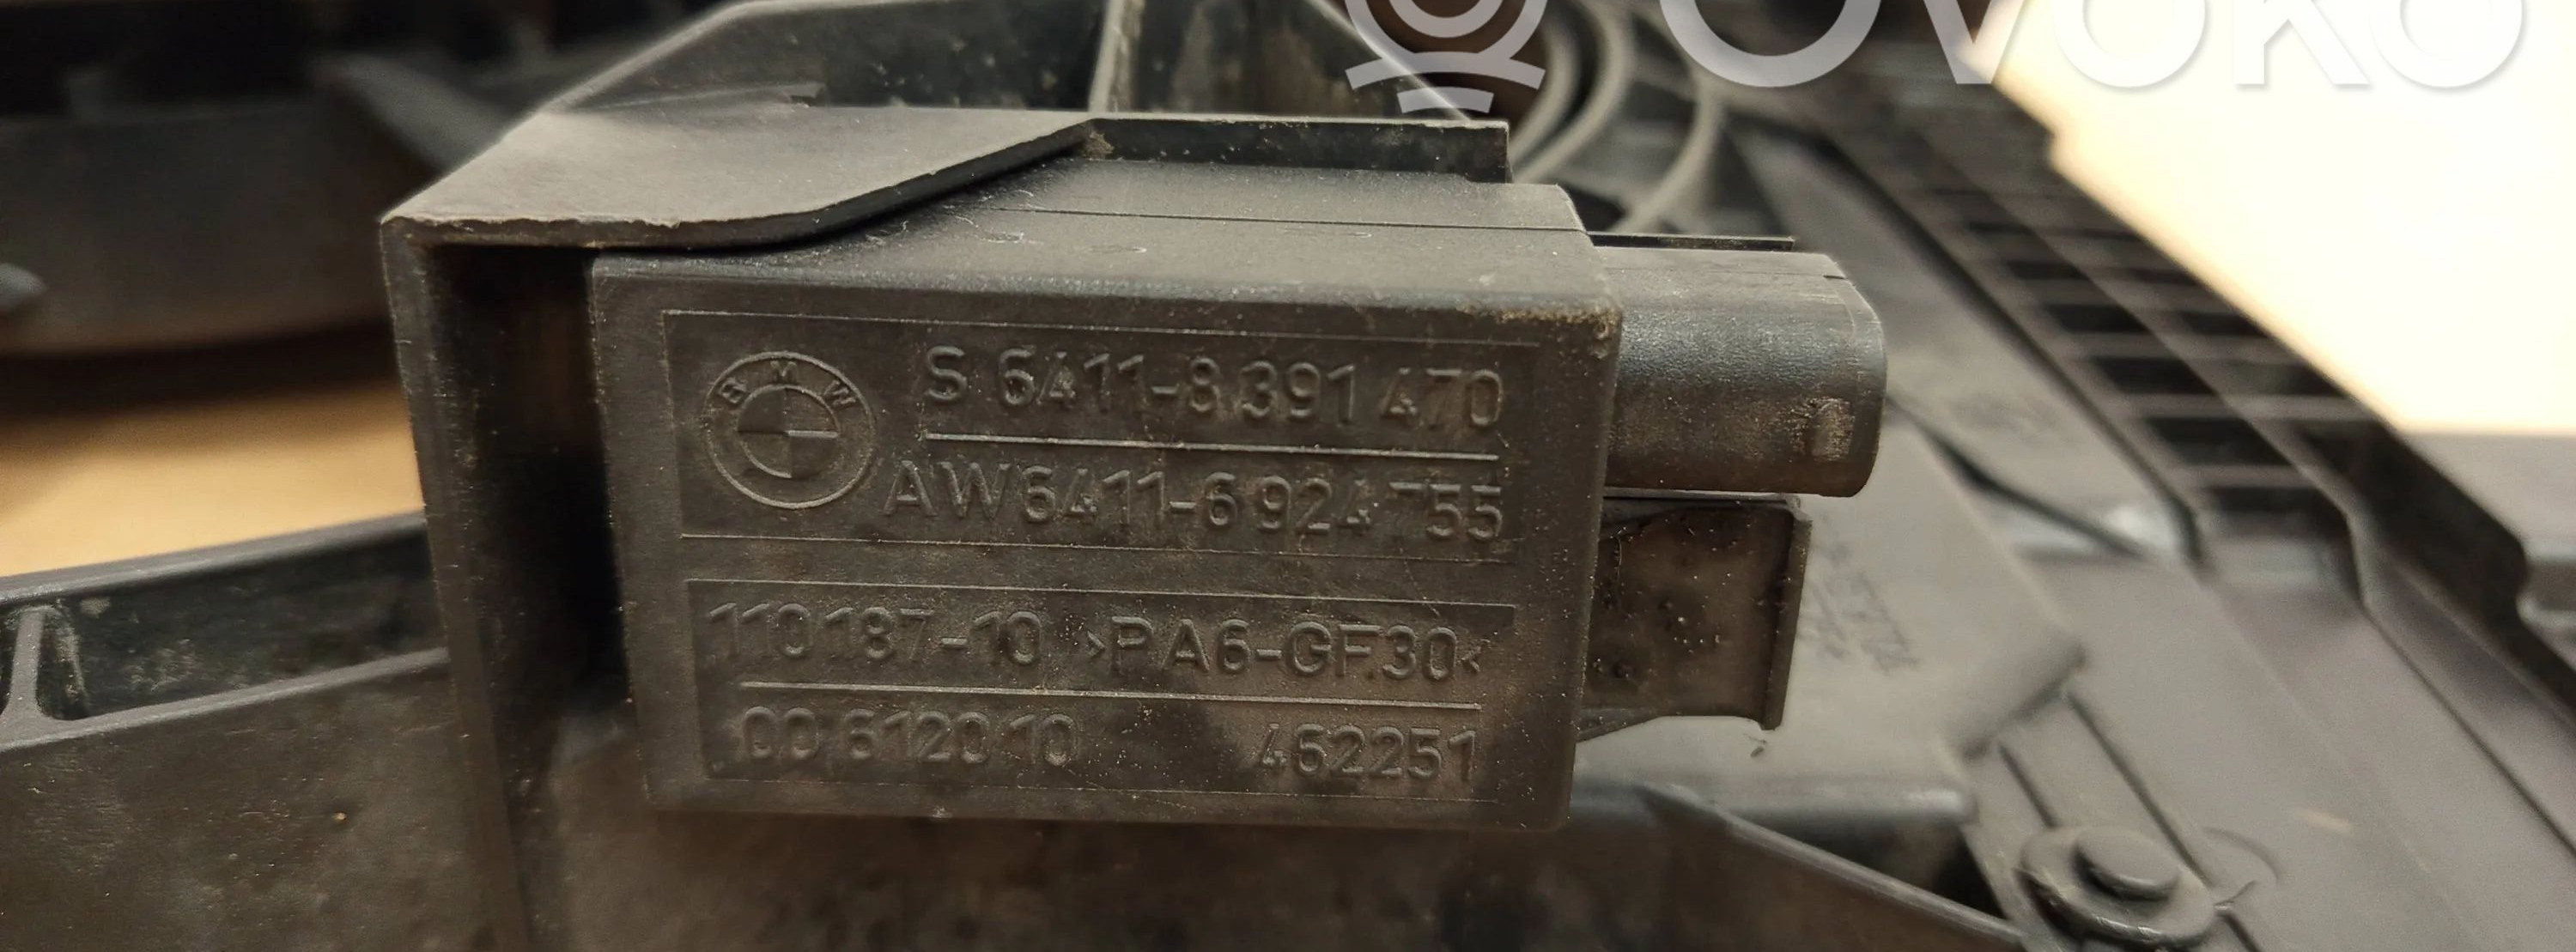 OVOKO
BMW
S 6411-8 391 470
AW 6411-6 924 755
110187-10 >PA6-GF30<
00 6120 10 462251